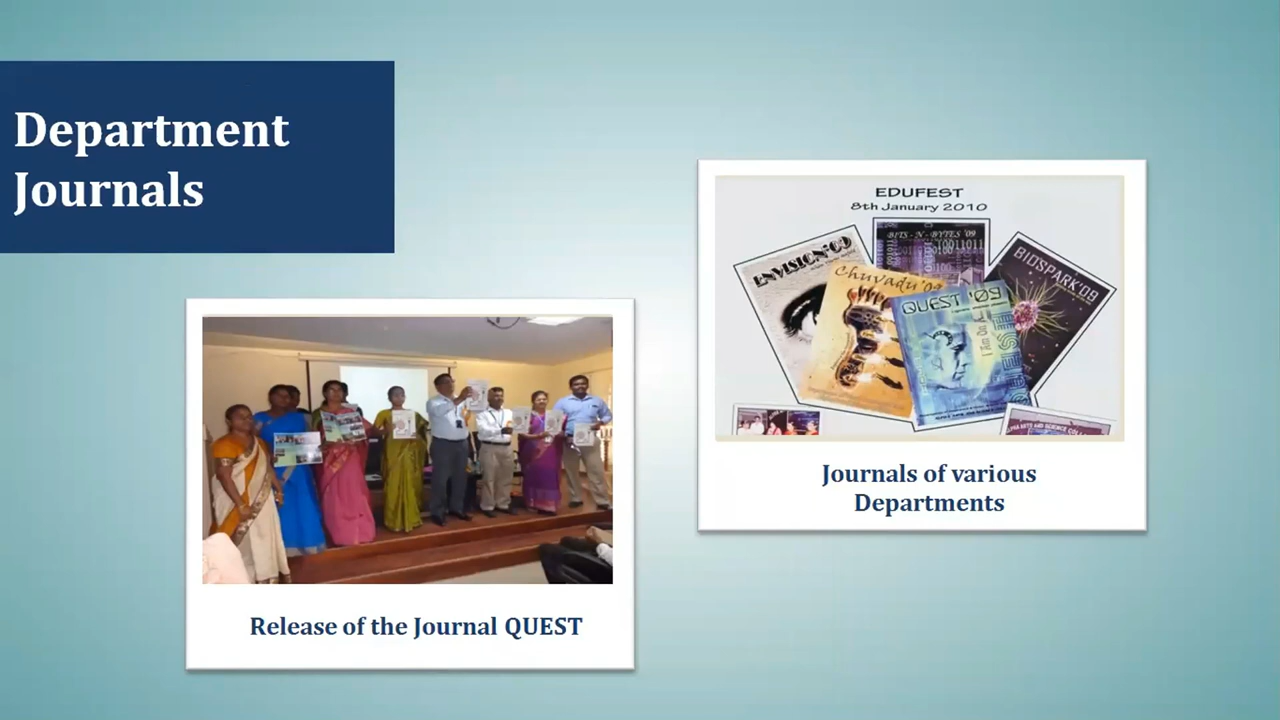 Department
Journals
EDUFEST
8th January 2010
BITS-N-BYTES '09
ENVISION'09
Chuvadu'09
QUEST '09
BIOSPARK'09
Journals of various
Departments
Release of the Journal QUEST